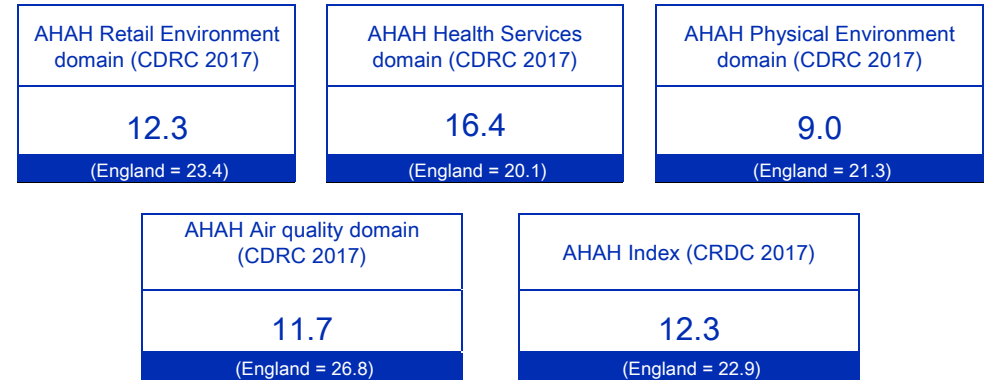 AHAH Retail Environment
domain (CDRC 2017)
12.3
(England = 23.4)
AHAH Health Services
domain (CDRC 2017)
16.4
(England = 20.1)
AHAH Physical Environment
domain (CDRC 2017)
9.0
(England = 21.3)
AHAH Air quality domain
(CDRC 2017)
11.7
(England = 26.8)
AHAH Index (CRDC 2017)
12.3
(England = 22.9)